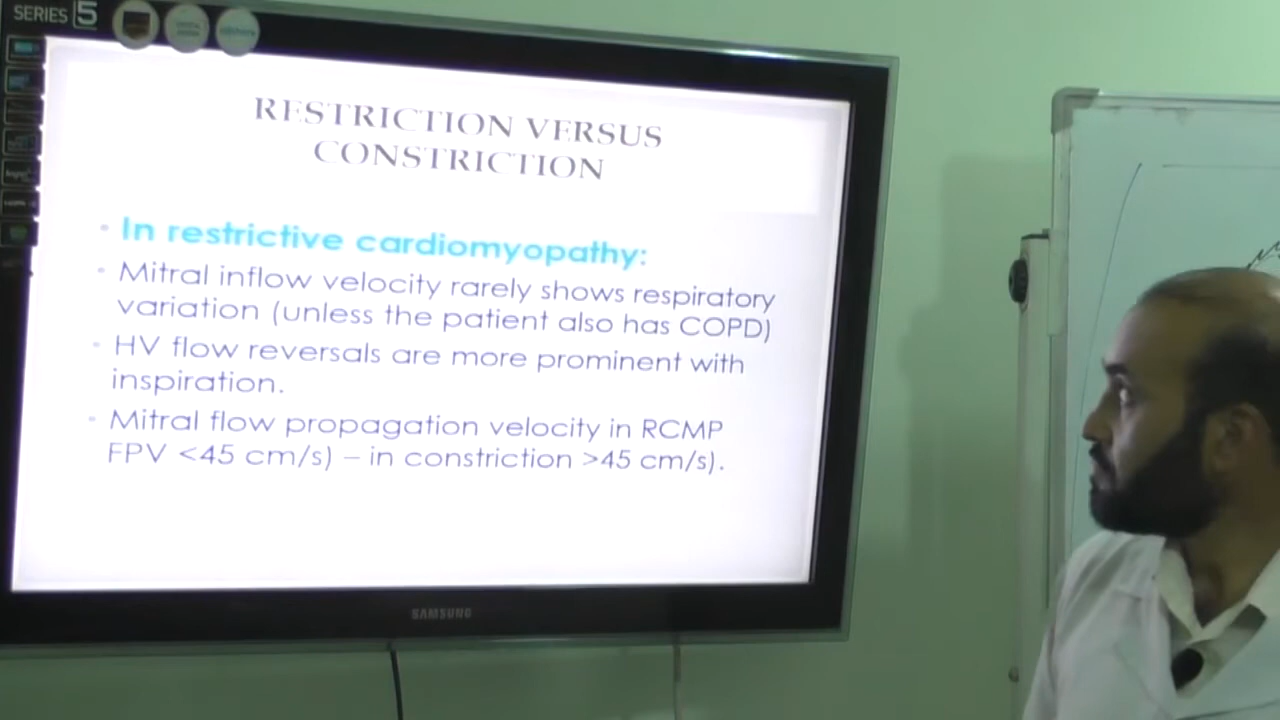 SERIES 5
RESTRICTION VERSUS
CONSTRICTION
• In restrictive cardiomyopathy:
• Mitral inflow velocity rarely shows respiratory
variation (unless the patient also has COPD)
• HV flow reversals are more prominent with
inspiration.
• Mitral flow propagation velocity in RCMP
FPV <45 cm/s) – in constriction >45 cm/s).
SAMSUNG